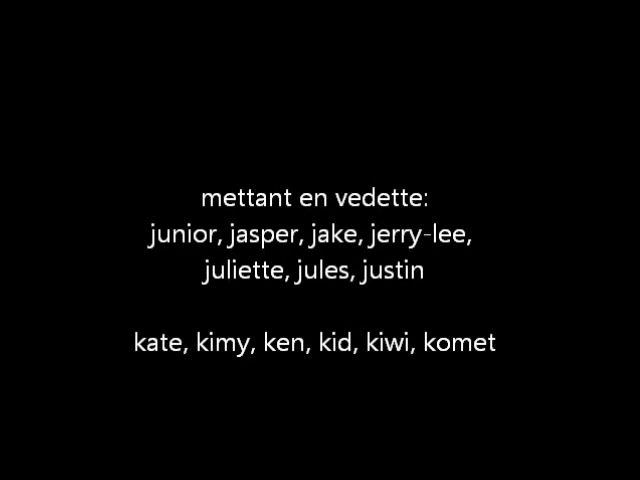 mettant en vedette:
junior, jasper, jake, jerry-lee,
juliette, jules, justin
kate, kimy, ken, kid, kiwi, komet